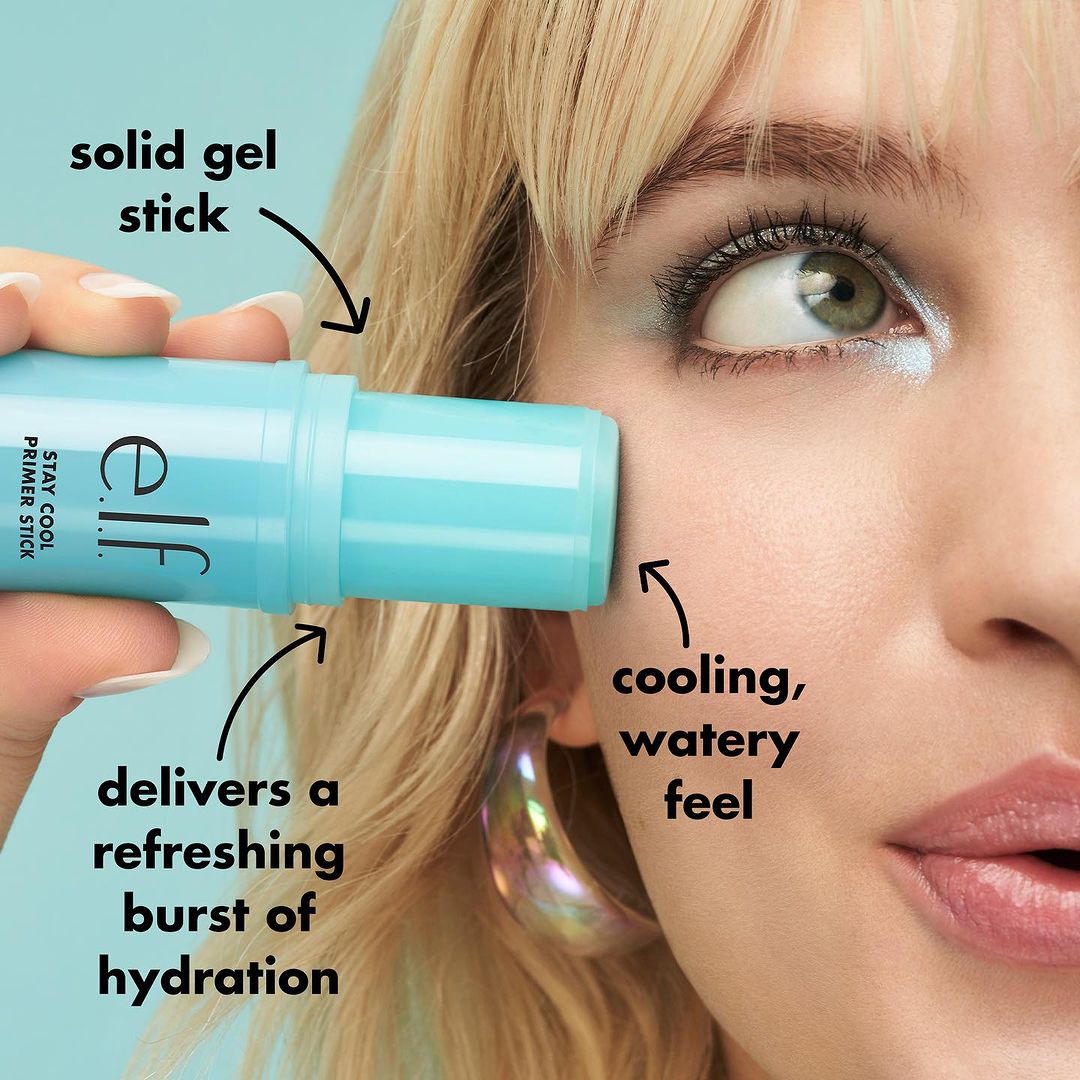 solid gel
stick
e.l.f.
STAY COOL
PRIMER STICK
cooling,
watery
feel
delivers a
refreshing
burst of
hydration